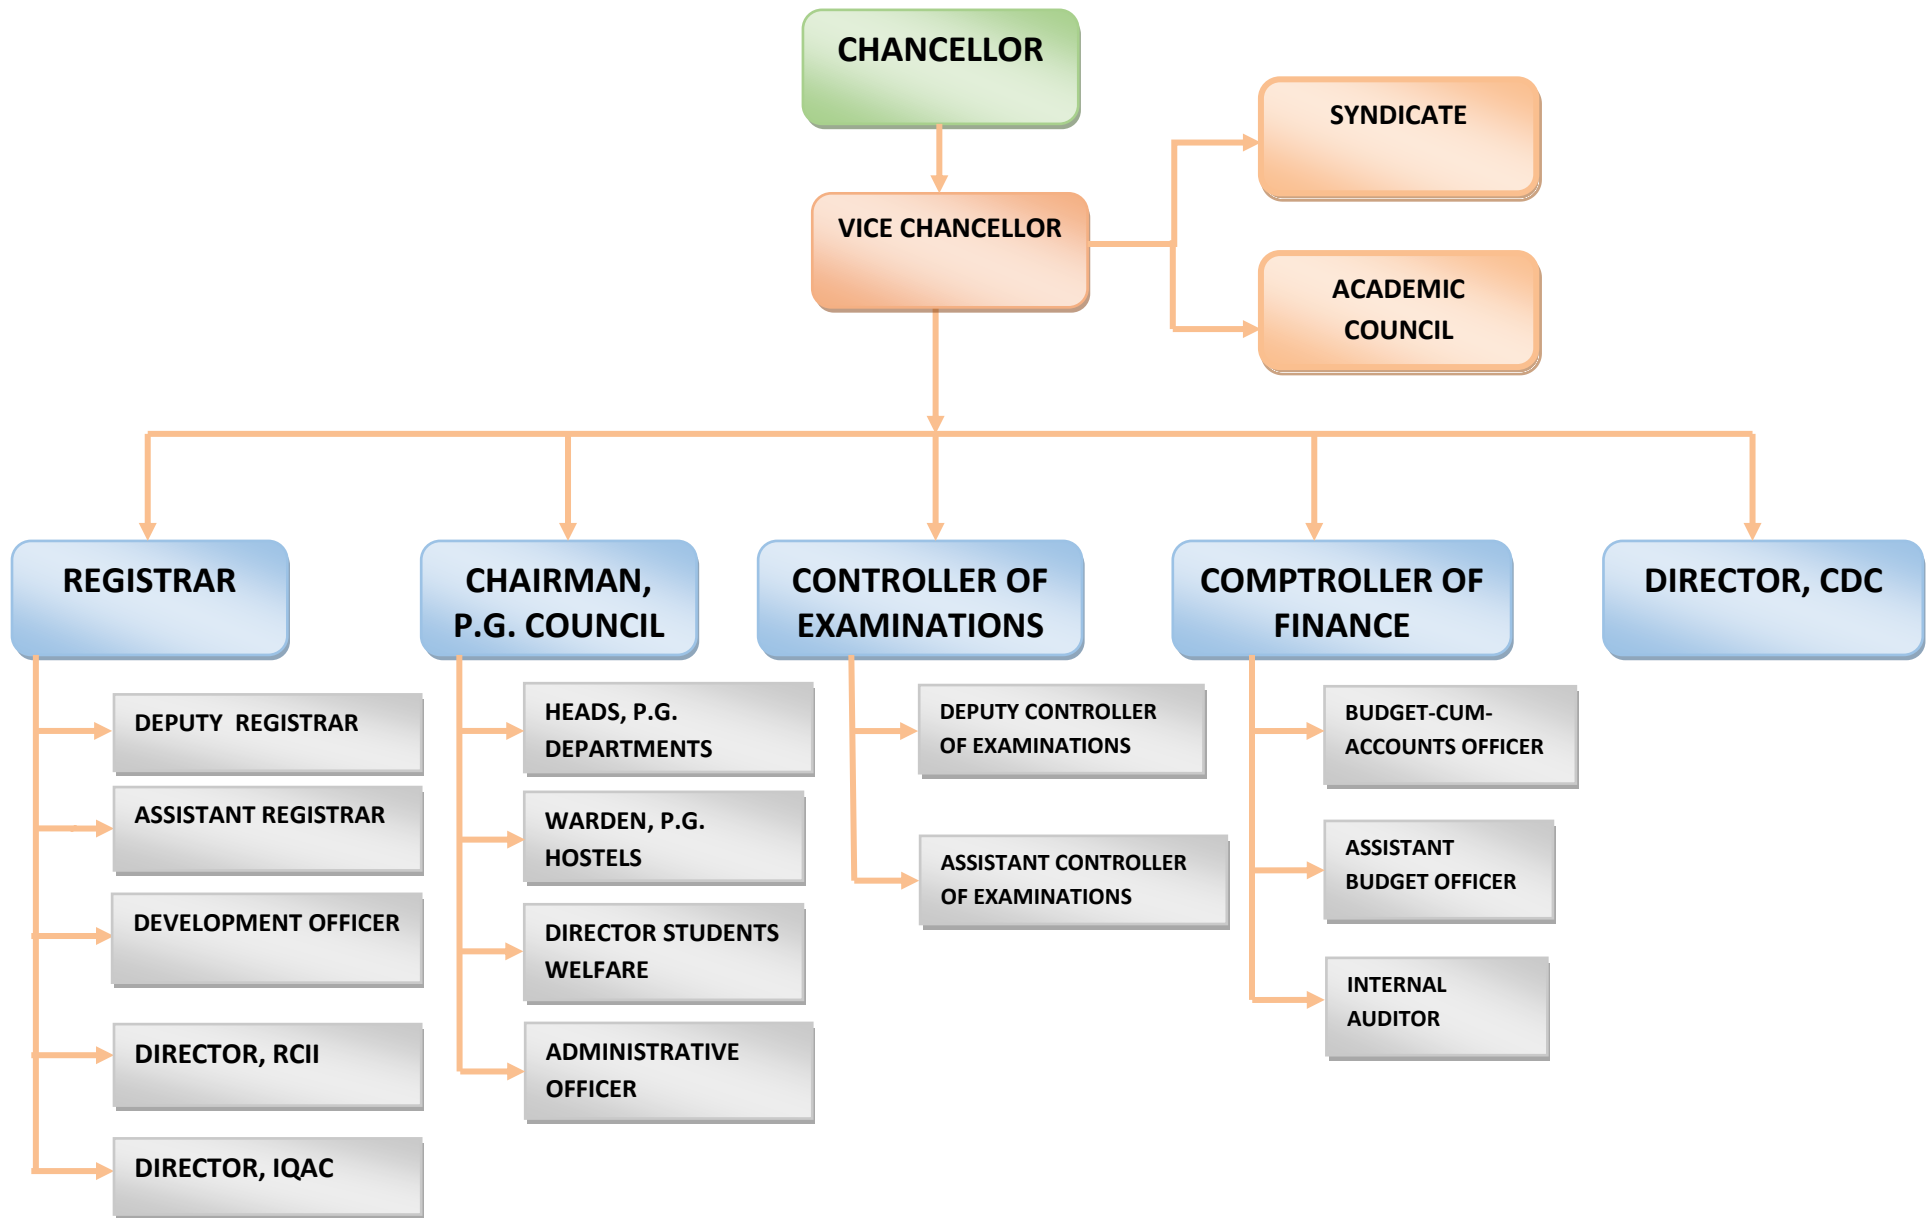 CHANCELLOR
SYNDICATE
VICE CHANCELLOR
ACADEMIC
COUNCIL
REGISTRAR
CHAIRMAN,
P.G. COUNCIL
CONTROLLER OF
EXAMINATIONS
COMPTROLLER OF
FINANCE
DIRECTOR, CDC
DEPUTY REGISTRAR
ASSISTANT REGISTRAR
DEVELOPMENT OFFICER
DIRECTOR, RCII
DIRECTOR, IQAC
HEADS, P.G.
DEPARTMENTS
WARDEN, P.G.
HOSTELS
DIRECTOR STUDENTS
WELFARE
ADMINISTRATIVE
OFFICER
DEPUTY CONTROLLER
OF EXAMINATIONS
ASSISTANT CONTROLLER
OF EXAMINATIONS
BUDGET-CUM-
ACCOUNTS OFFICER
ASSISTANT
BUDGET OFFICER
INTERNAL
AUDITOR